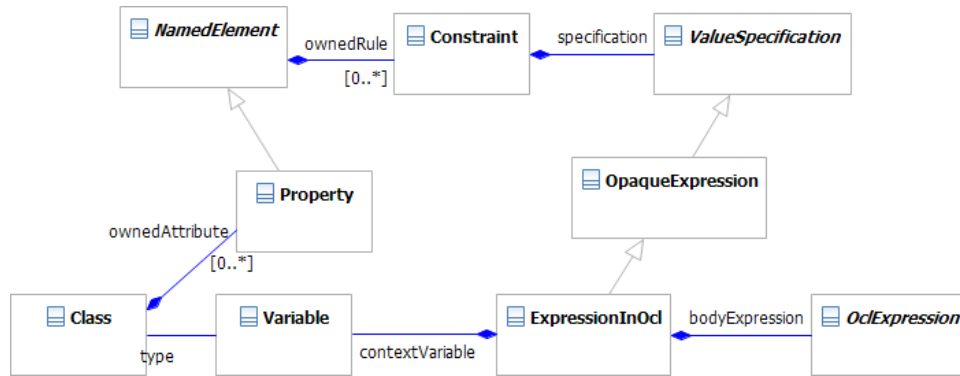 NamedElement
ownedRule
[0..*]
Constraint
specification
ValueSpecification
Property
OpaqueExpression
ownedAttribute
[0..*]
Class
type
Variable
contextVariable
ExpressionInOcl
bodyExpression
OclExpression